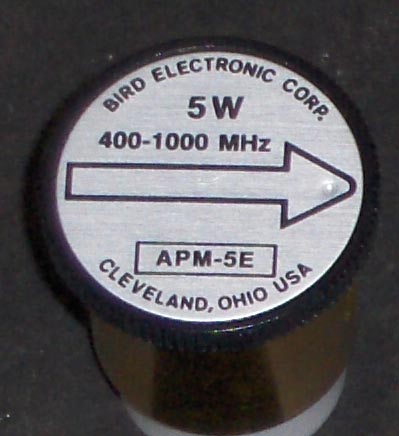 BIRD ELECTRONIC CORP.
5W
400-1000 MHz
APM-5E
CLEVELAND, OHIO USA